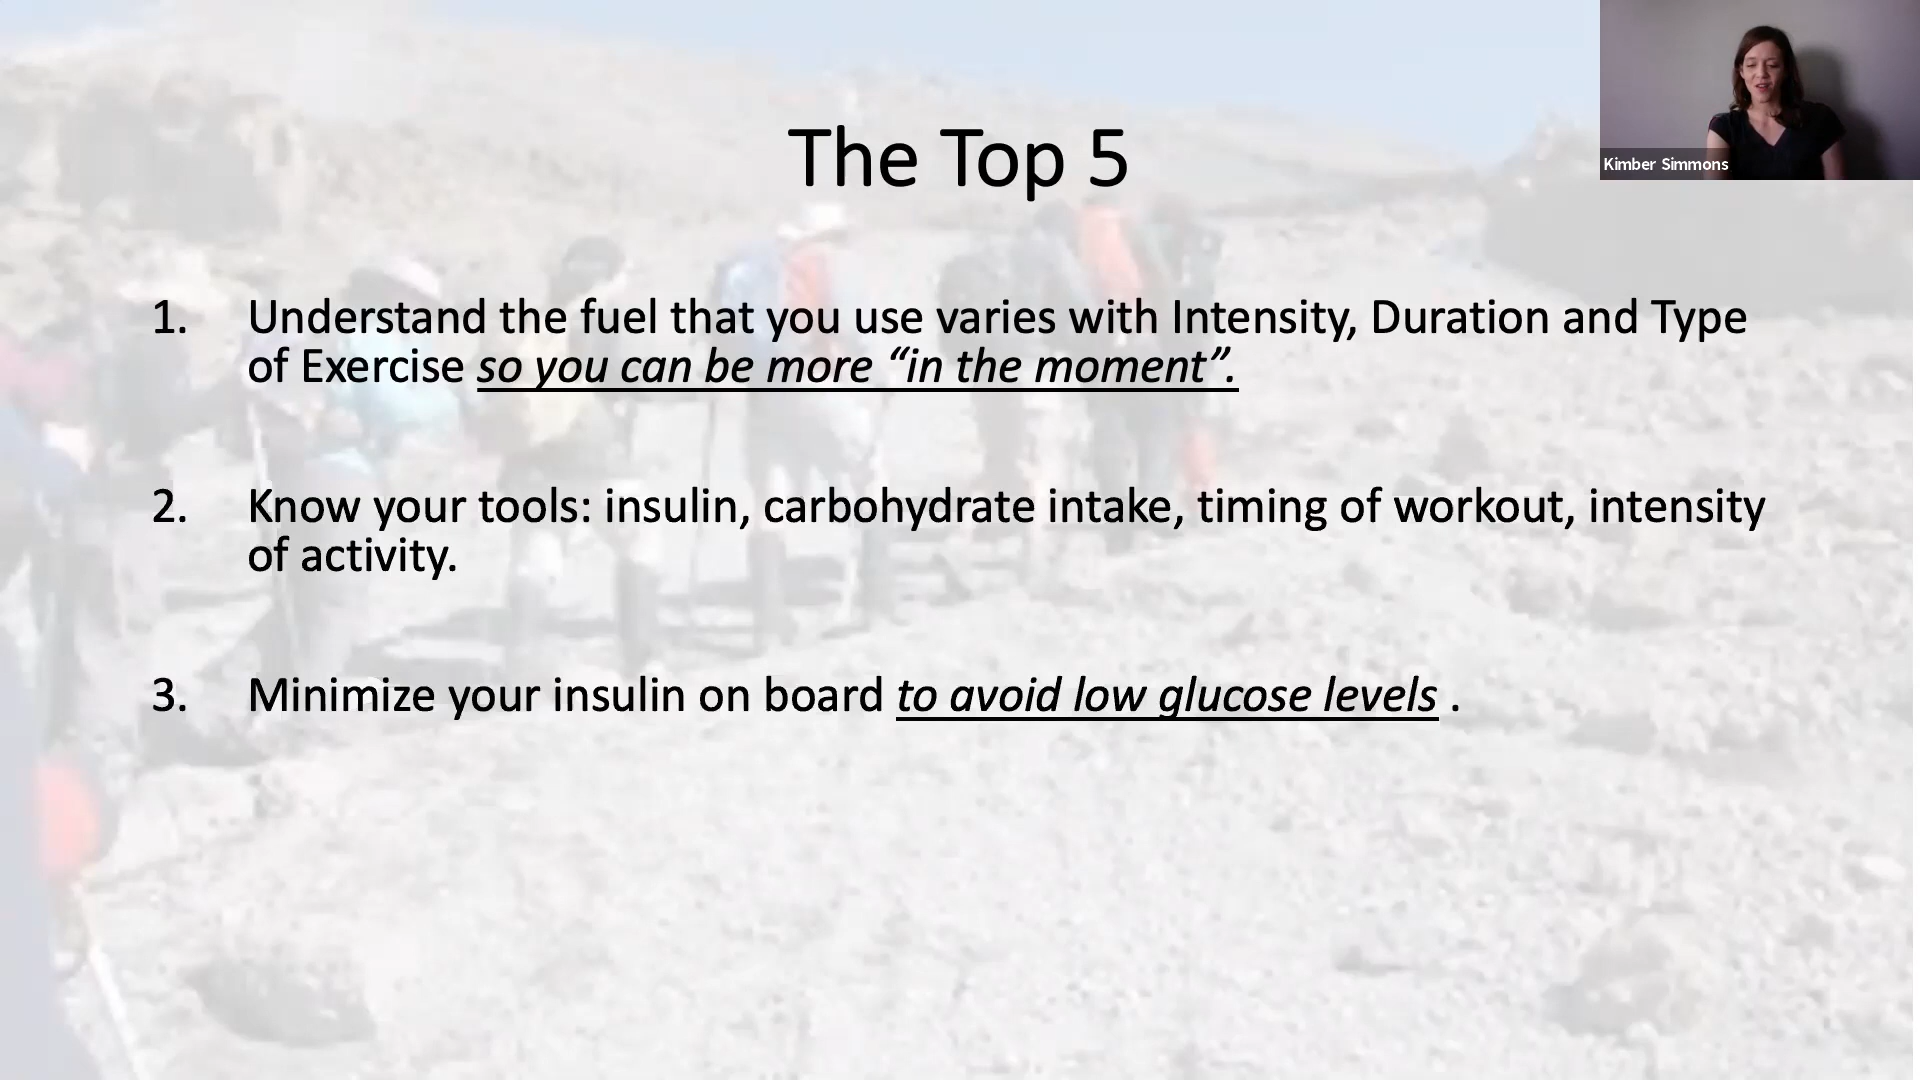 Kimber Simmons
The Top 5
1. Understand the fuel that you use varies with Intensity, Duration and Type
of Exercise so you can be more “in the moment”.
2. Know your tools: insulin, carbohydrate intake, timing of workout, intensity
of activity.
3. Minimize your insulin on board to avoid low glucose levels .